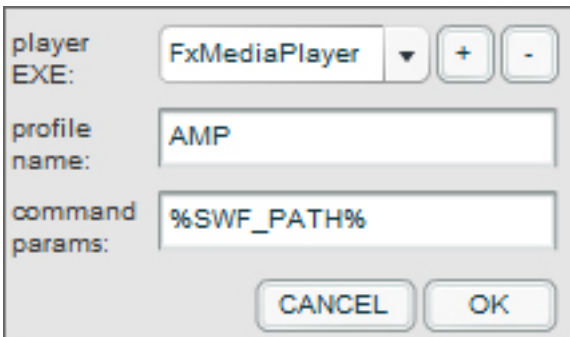 player
EXE:
FxMediaPlayer
+
-
profile
name:
AMP
command
params:
%SWF_PATH%
CANCEL
OK